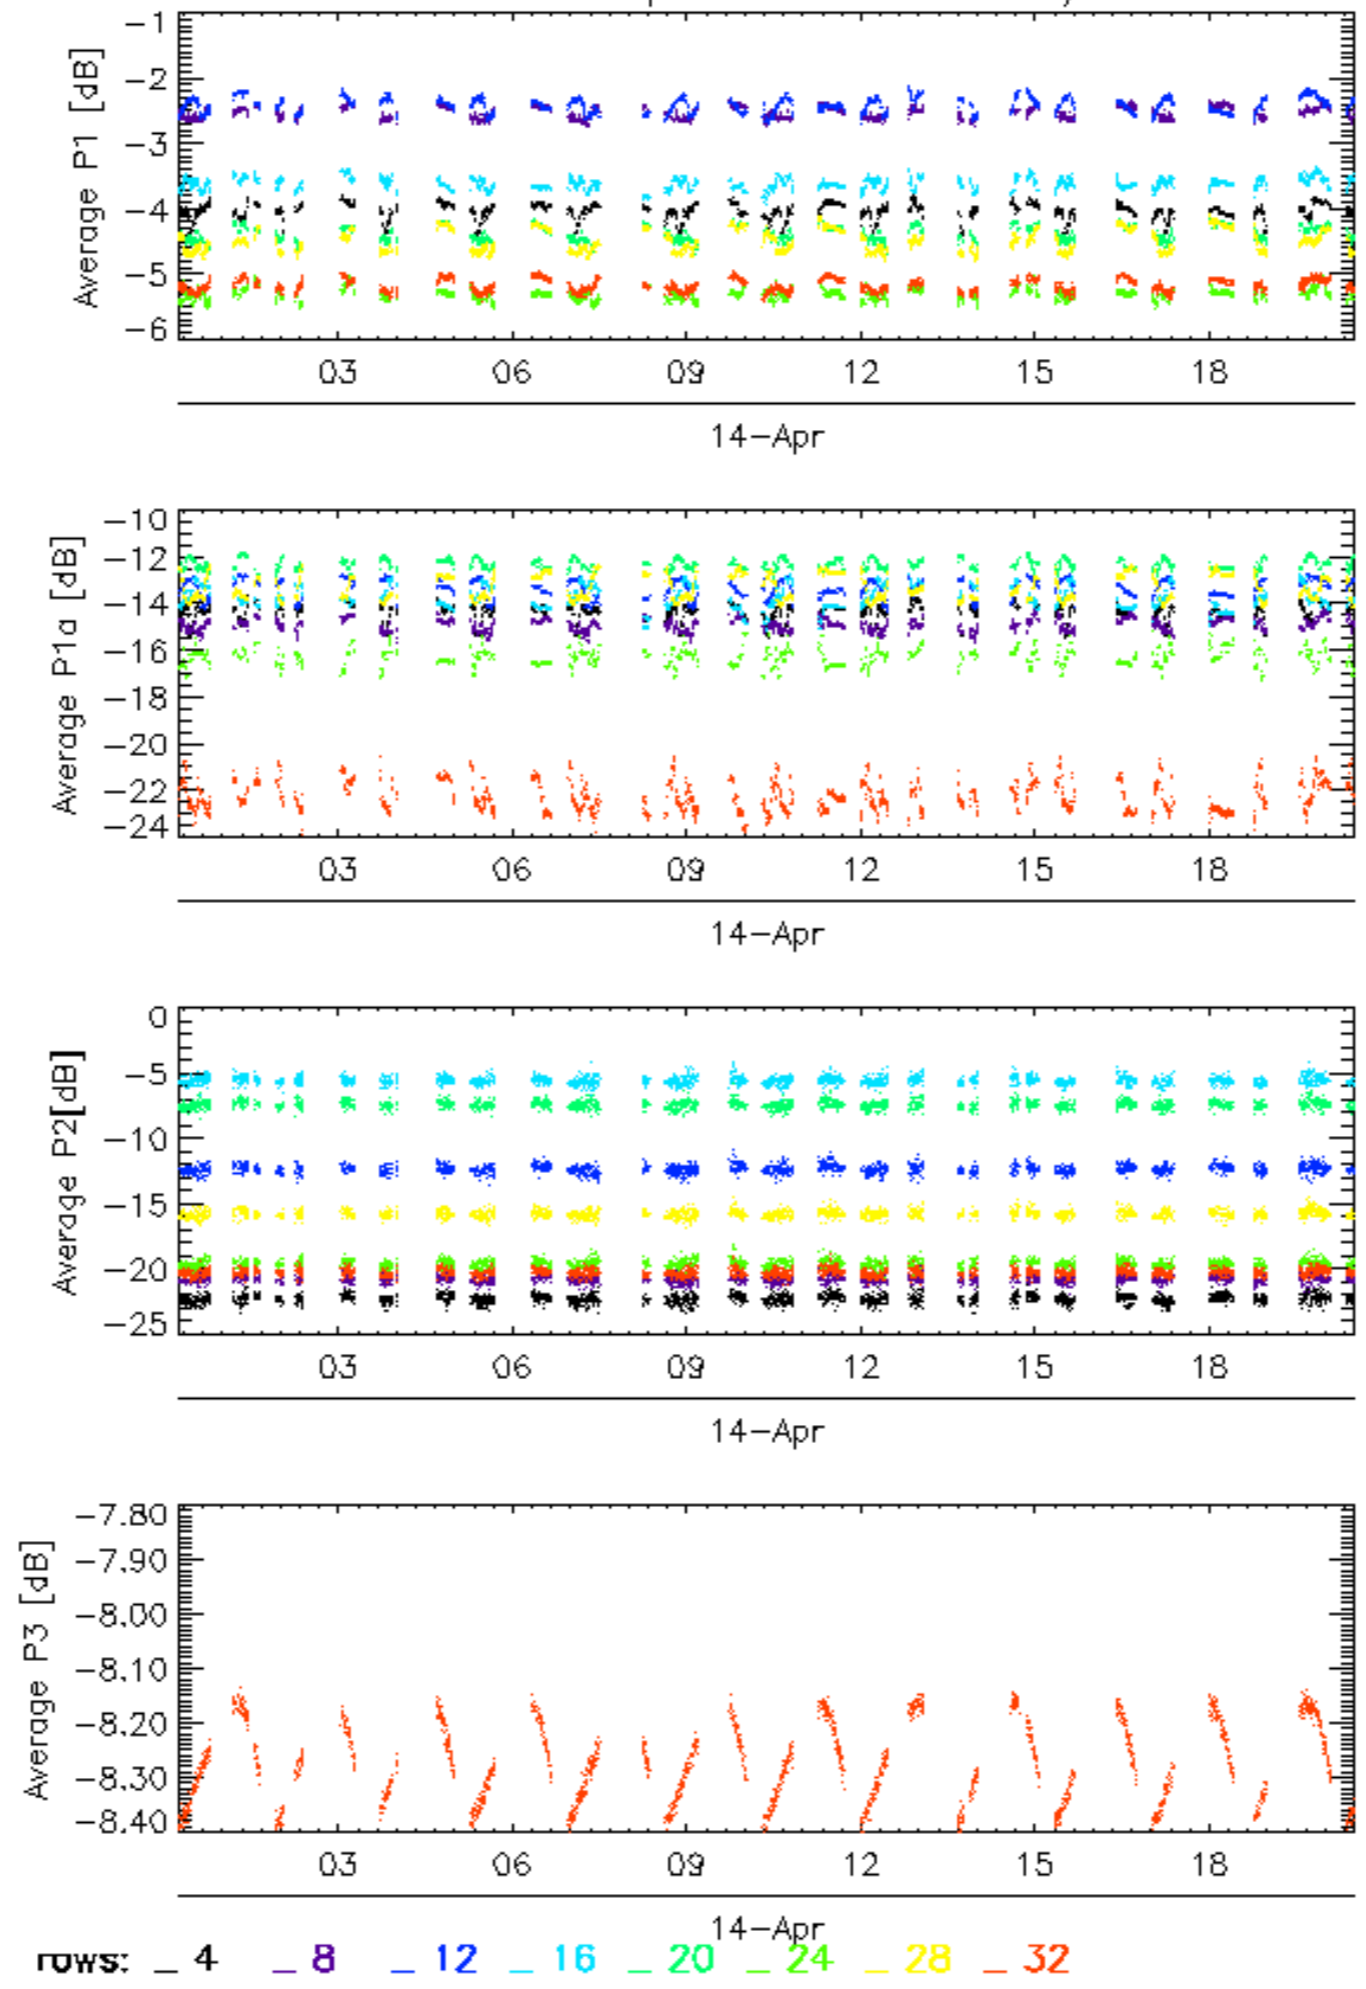 Average P1 [dB]
-1
-2
-3
-4
-5
-6
03 06 09 12 15 18
14-Apr
Average P1a [dB]
-10
-12
-14
-16
-18
-20
-22
-24
03 06 09 12 15 18
14-Apr
Average P2[dB]
0
-5
-10
-15
-20
-25
03 06 09 12 15 18
14-Apr
Average P3 [dB]
-7.80
-7.90
-8.00
-8.10
-8.20
-8.30
-8.40
03 06 09 12 15 18
14-Apr
rows: _ 4 _ 8 _ 12 _ 16 _ 20 _ 24 _ 28 _ 32